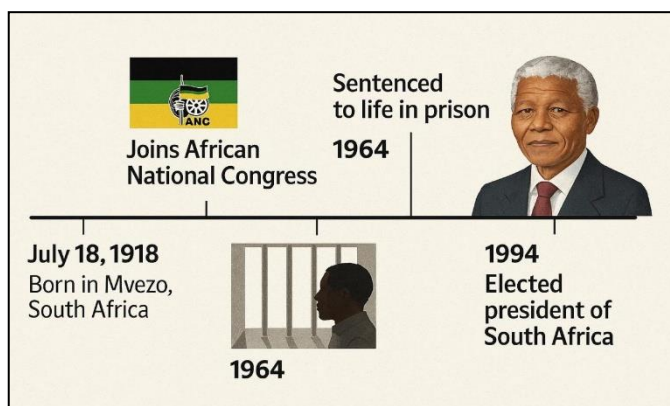 ANC
Joins African
National Congress
Sentenced
to life in prison
1964
July 18, 1918
Born in Mvezo,
South Africa
1964
1994
Elected
president of
South Africa